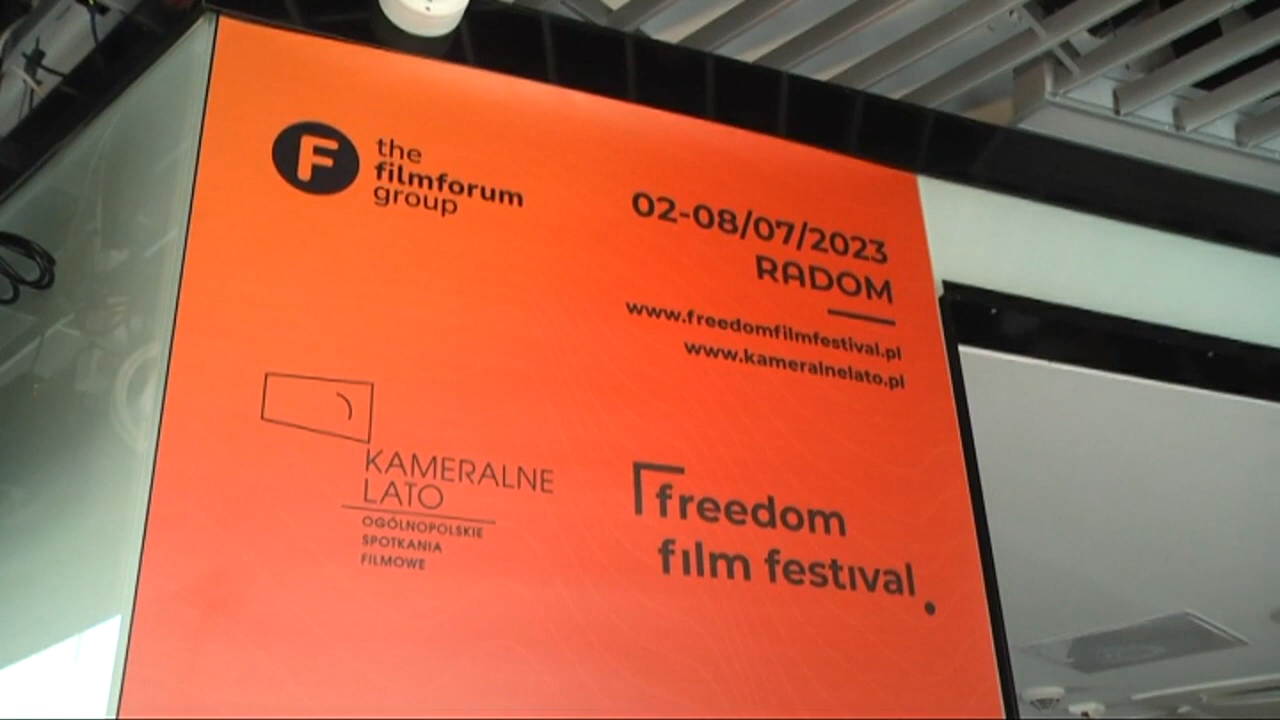 F
the
filmforum
group
02-08/07/2023
RADOM
www.freedomfilmfestival.pl
www.kameralnelato.pl
KAMERALNE
LATO
OGÓLNOPOLSKIE
SPOTKANIA
FILMOWE
freedom
film festival.